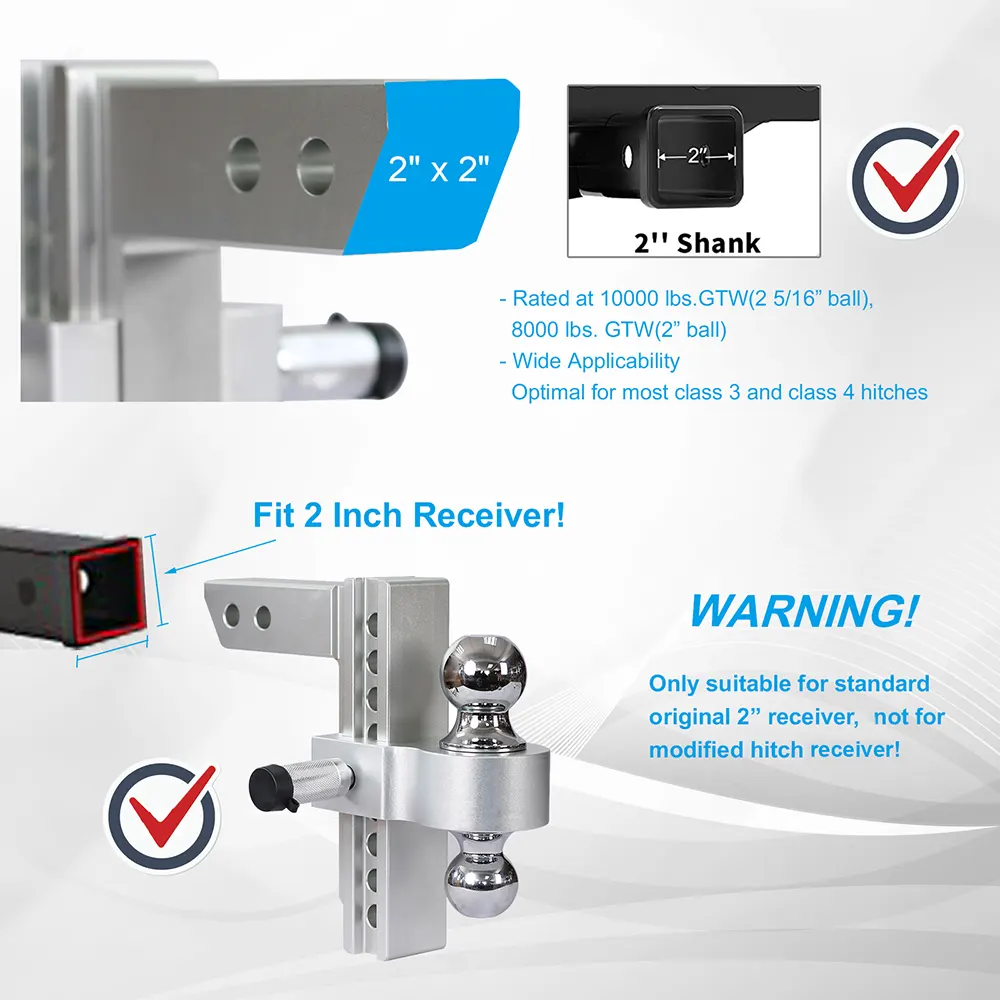 2" x 2"
2"
2'' Shank
- Rated at 10000 lbs.GTW(2 5/16” ball),
8000 lbs. GTW(2” ball)
- Wide Applicability
Optimal for most class 3 and class 4 hitches
Fit 2 Inch Receiver!
WARNING!
Only suitable for standard
original 2” receiver, not for
modified hitch receiver!